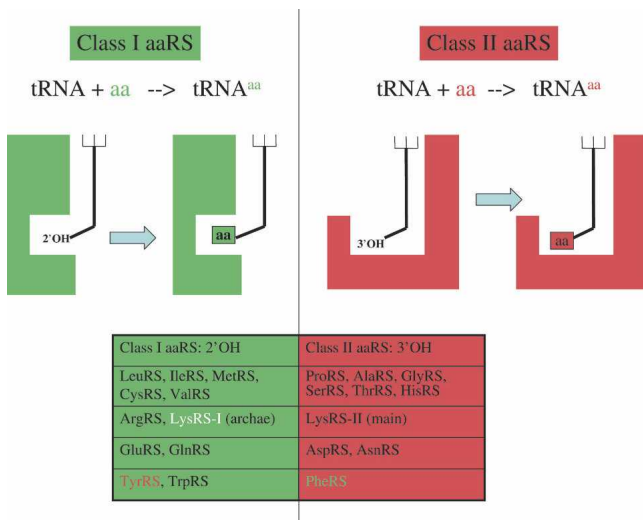 Class I aaRS
Class II aaRS
tRNA + aa --> tRNAaa
tRNA + aa --> tRNAaa
2'OH
aa
3'OH
aa
Class I aaRS: 2'OH
Class II aaRS: 3'OH
LeuRS, IleRS, MetRS,
CysRS, ValRS
ProRS, AlaRS, GlyRS,
SerRS, ThrRS, HisRS
ArgRS, LysRS-I (archae)
LysRS-II (main)
GluRS, GlnRS
AspRS, AsnRS
TyrRS, TrpRS
PheRS